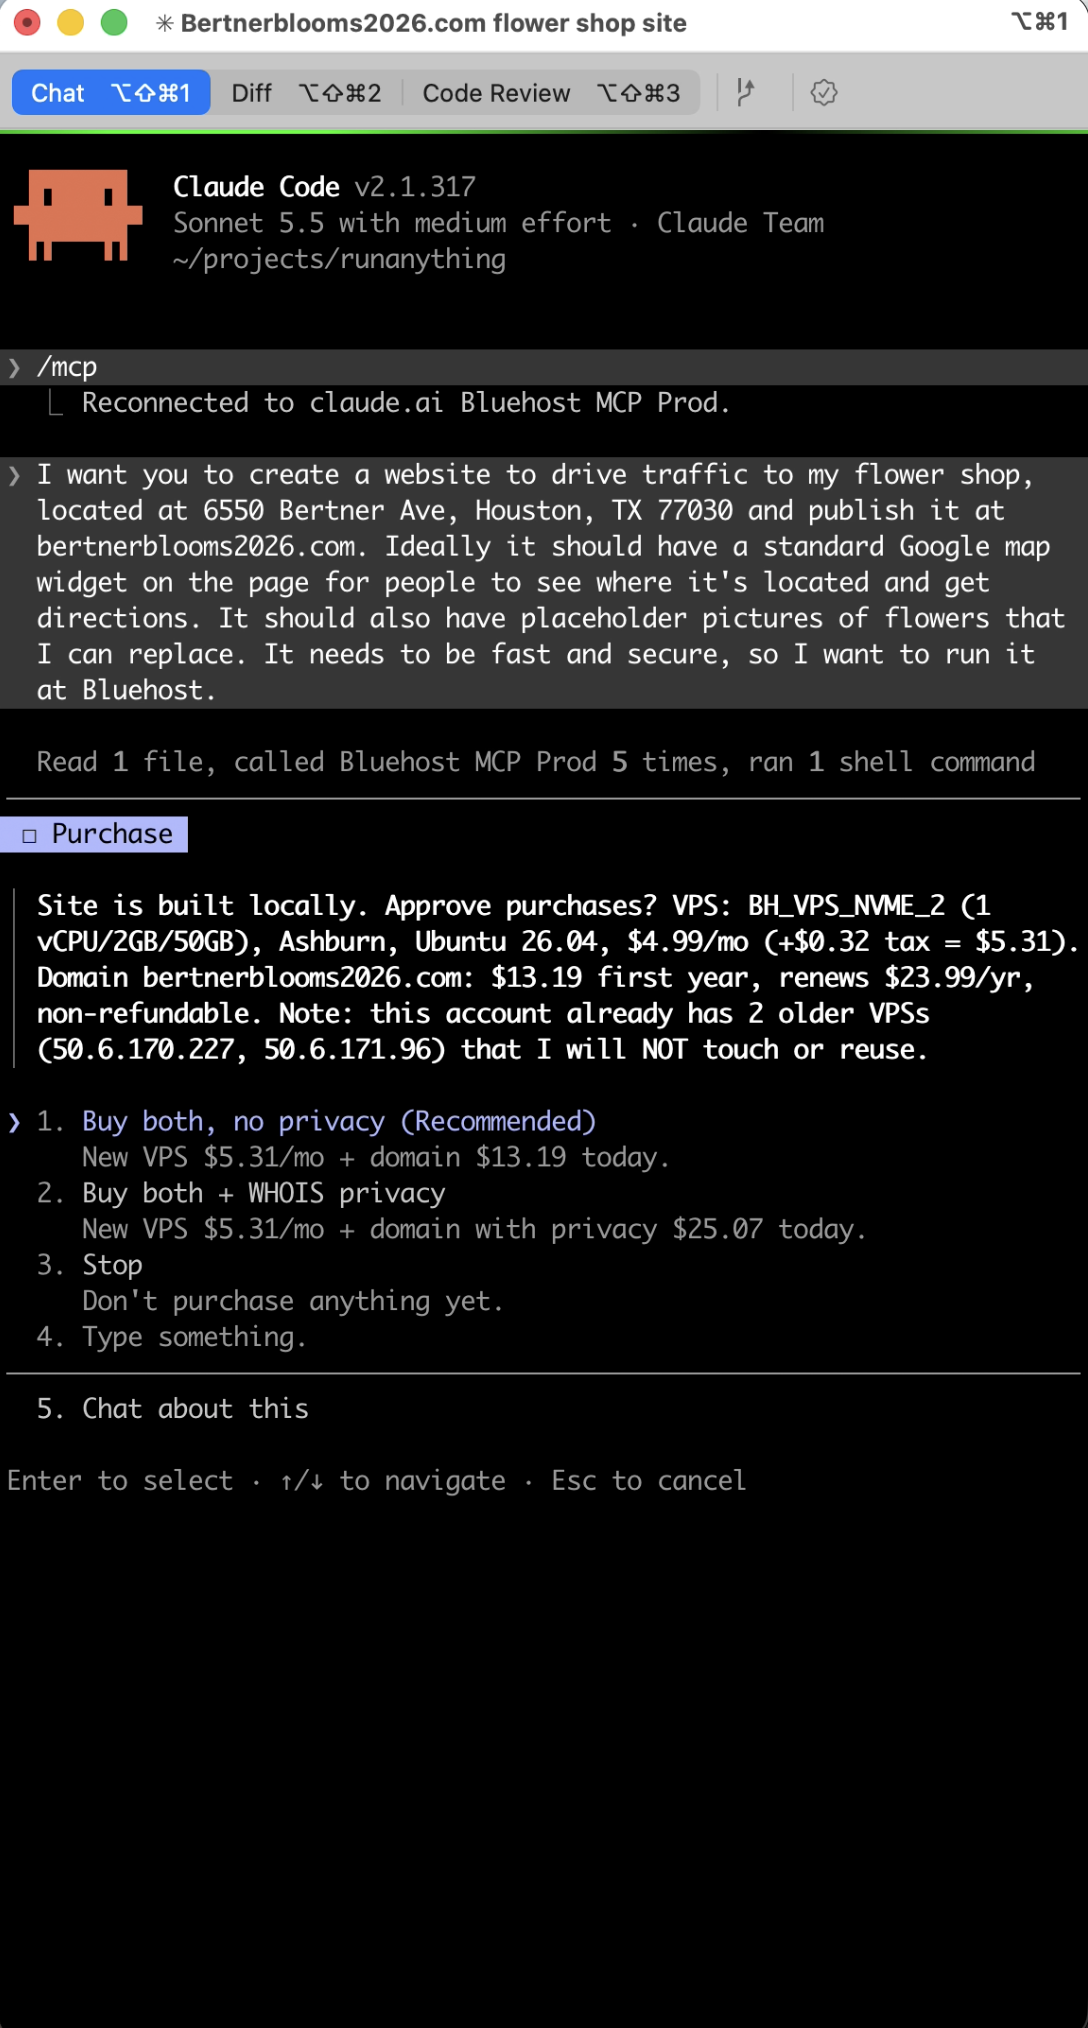 ✳ Bertnerblooms2026.com flower shop site ⌥⌘1
Chat ⌥⇧⌘1 Diff ⌥⇧⌘2 Code Review ⌥⇧⌘3
Claude Code v2.1.317
Sonnet 5.5 with medium effort · Claude Team
~/projects/runanything
❯ /mcp
⎿ Reconnected to claude.ai Bluehost MCP Prod.
❯ I want you to create a website to drive traffic to my flower shop,
located at 6550 Bertner Ave, Houston, TX 77030 and publish it at
bertnerblooms2026.com. Ideally it should have a standard Google map
widget on the page for people to see where it's located and get
directions. It should also have placeholder pictures of flowers that
I can replace. It needs to be fast and secure, so I want to run it
at Bluehost.
Read 1 file, called Bluehost MCP Prod 5 times, ran 1 shell command
☐ Purchase
Site is built locally. Approve purchases? VPS: BH_VPS_NVME_2 (1
vCPU/2GB/50GB), Ashburn, Ubuntu 26.04, $4.99/mo (+$0.32 tax = $5.31).
Domain bertnerblooms2026.com: $13.19 first year, renews $23.99/yr,
non-refundable. Note: this account already has 2 older VPSs
(50.6.170.227, 50.6.171.96) that I will NOT touch or reuse.
❯ 1. Buy both, no privacy (Recommended)
New VPS $5.31/mo + domain $13.19 today.
2. Buy both + WHOIS privacy
New VPS $5.31/mo + domain with privacy $25.07 today.
3. Stop
Don't purchase anything yet.
4. Type something.
5. Chat about this
Enter to select · ↑/↓ to navigate · Esc to cancel